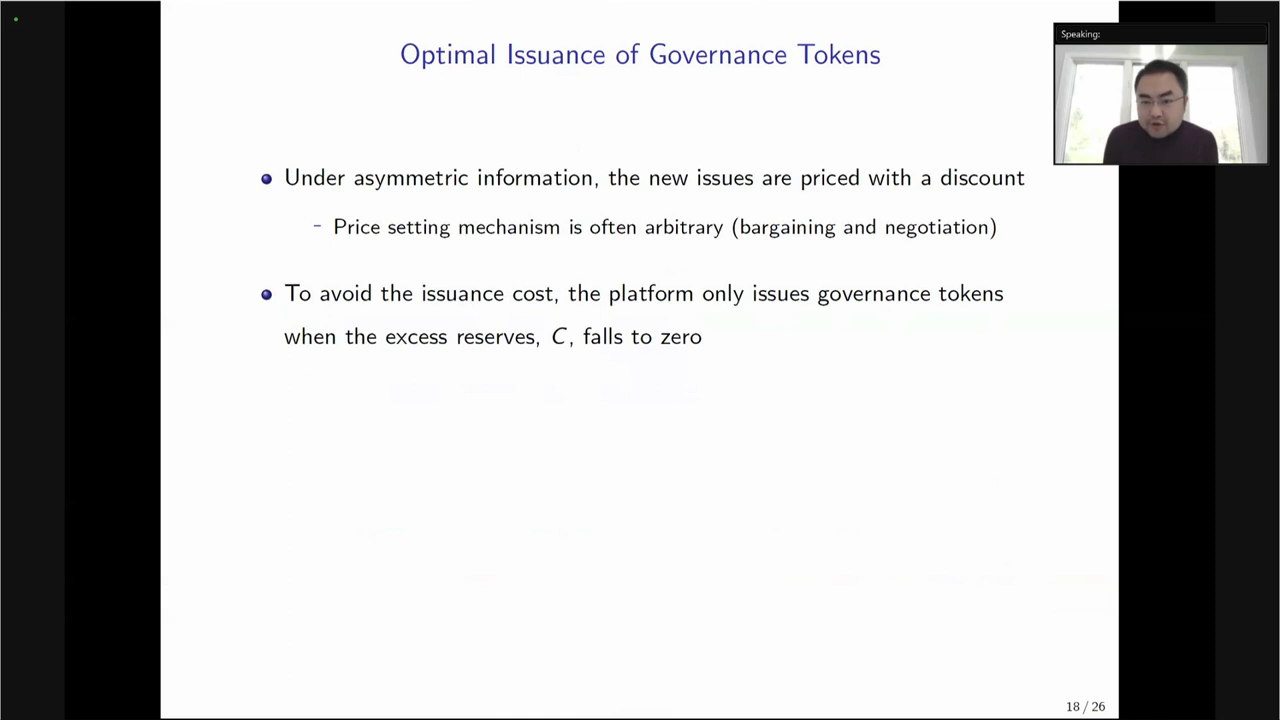 Optimal Issuance of Governance Tokens
Speaking:
Under asymmetric information, the new issues are priced with a discount
– Price setting mechanism is often arbitrary (bargaining and negotiation)
To avoid the issuance cost, the platform only issues governance tokens
when the excess reserves, C, falls to zero
18 / 26